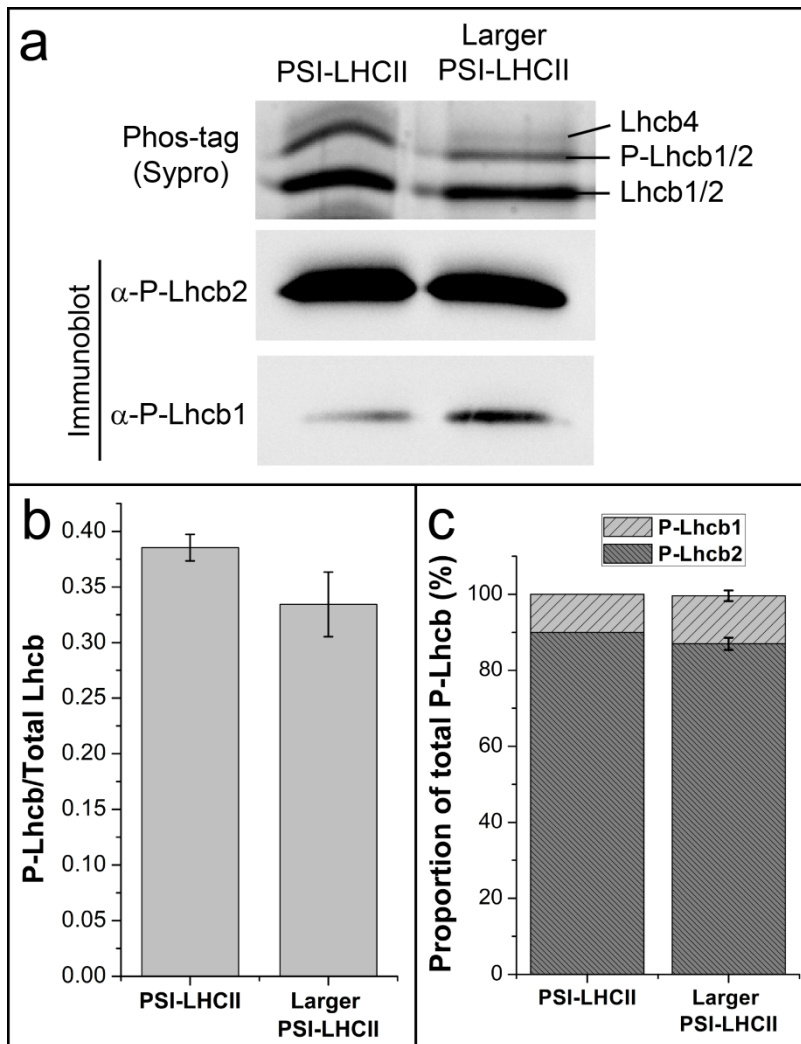 a
PSI-LHCII
Larger
PSI-LHCII
Phos-tag
(Sypro)
Lhcb4
P-Lhcb1/2
Lhcb1/2
Immunoblot
α-P-Lhcb2
α-P-Lhcb1
b
P-Lhcb/Total Lhcb
0.40
0.35
0.30
0.25
0.20
0.15
0.10
0.05
0.00
PSI-LHCII
Larger
PSI-LHCII
c
P-Lhcb1
P-Lhcb2
Proportion of total P-Lhcb (%)
100
80
60
40
20
0
PSI-LHCII
Larger
PSI-LHCII